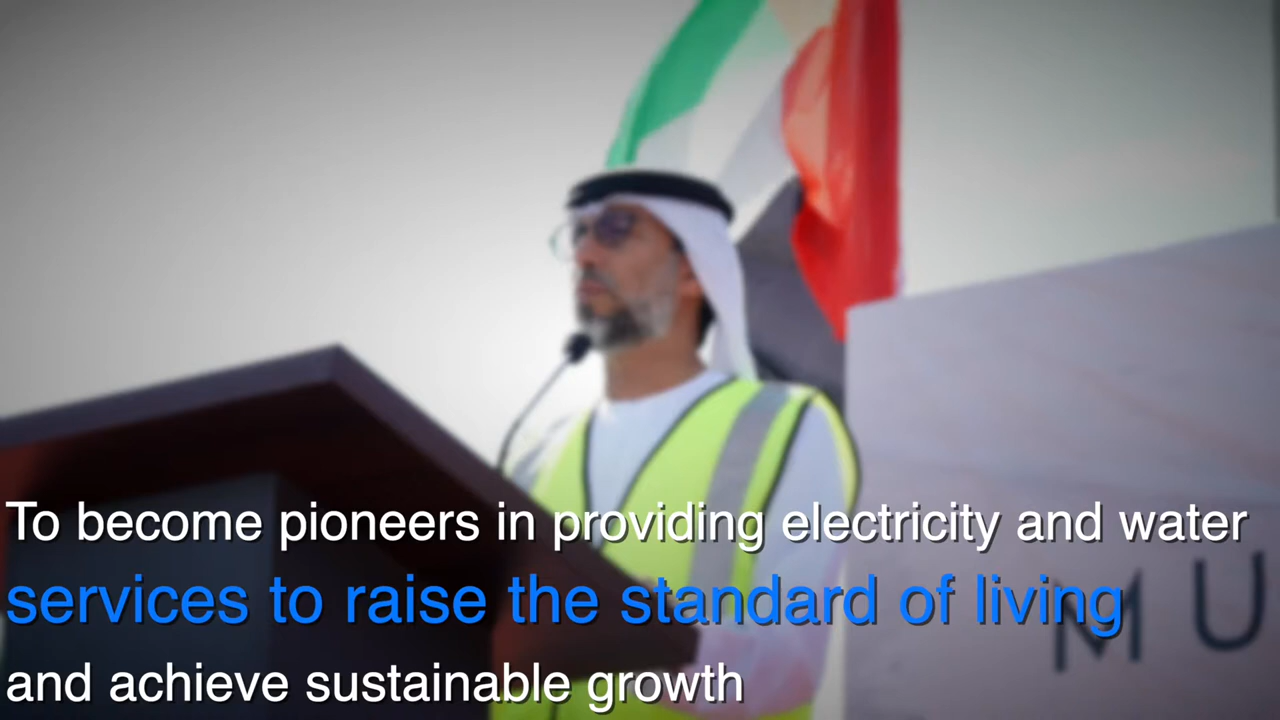 To become pioneers in providing electricity and water
services to raise the standard of living
and achieve sustainable growth
MU